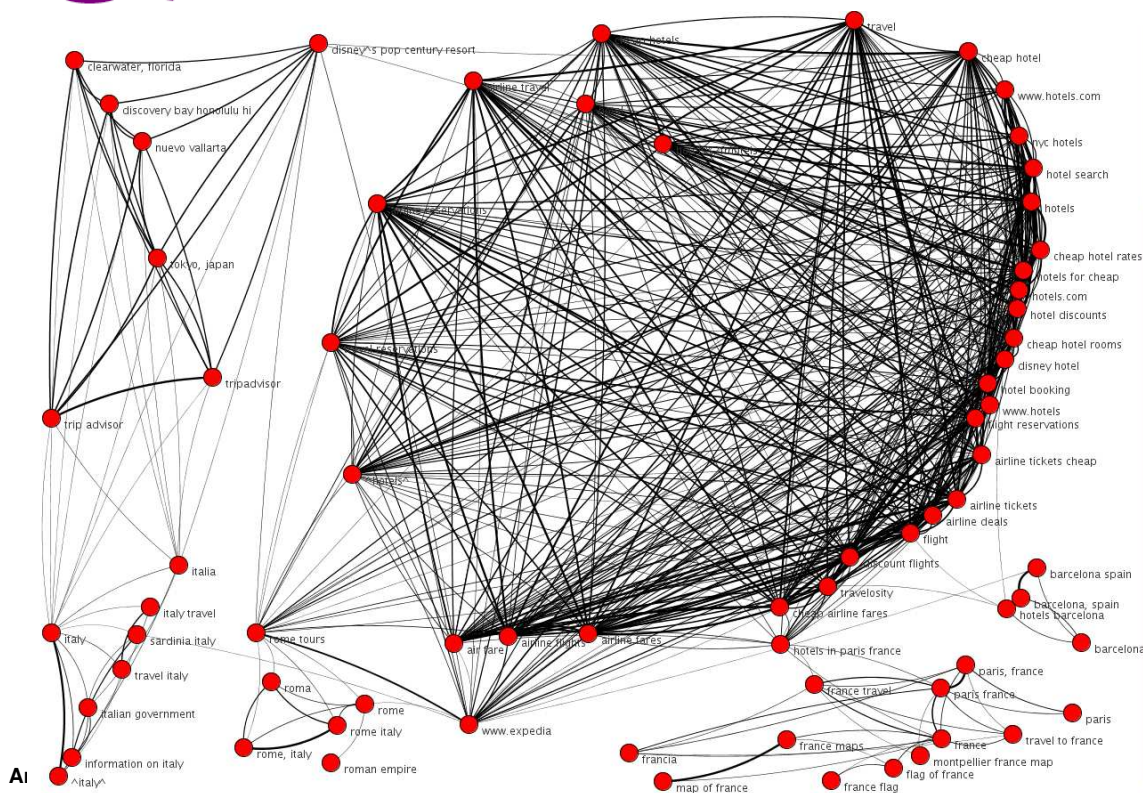 travel
hotels
disney^s pop century resort
cheap hotel
clearwater, florida
airline travel
www.hotels.com
discovery bay honolulu hi
nyc hotels
nuevo vallarta
hotel search
hotels
reservations
cheap hotel rates
tokyo, japan
hotels for cheap
hotels.com
hotel discounts
cheap hotel rooms
reservations
disney hotel
tripadvisor
hotel booking
www.hotels
trip advisor
flight reservations
airline tickets cheap
^hotels^
airline tickets
airline deals
flight
discount flights
italia
barcelona spain
travelosity
barcelona, spain
italy travel
cheap airline fares
hotels barcelona
italy
sardinia italy
rome tours
airline flights
airline fares
air fare
hotels in paris france
barcelona
travel italy
paris, france
roma
france travel
paris france
italian government
rome
paris
rome italy
www.expedia
travel to france
france maps
france
rome, italy
francia
information on italy
montpellier france map
roman empire
flag of france
^italy^
map of france
france flag